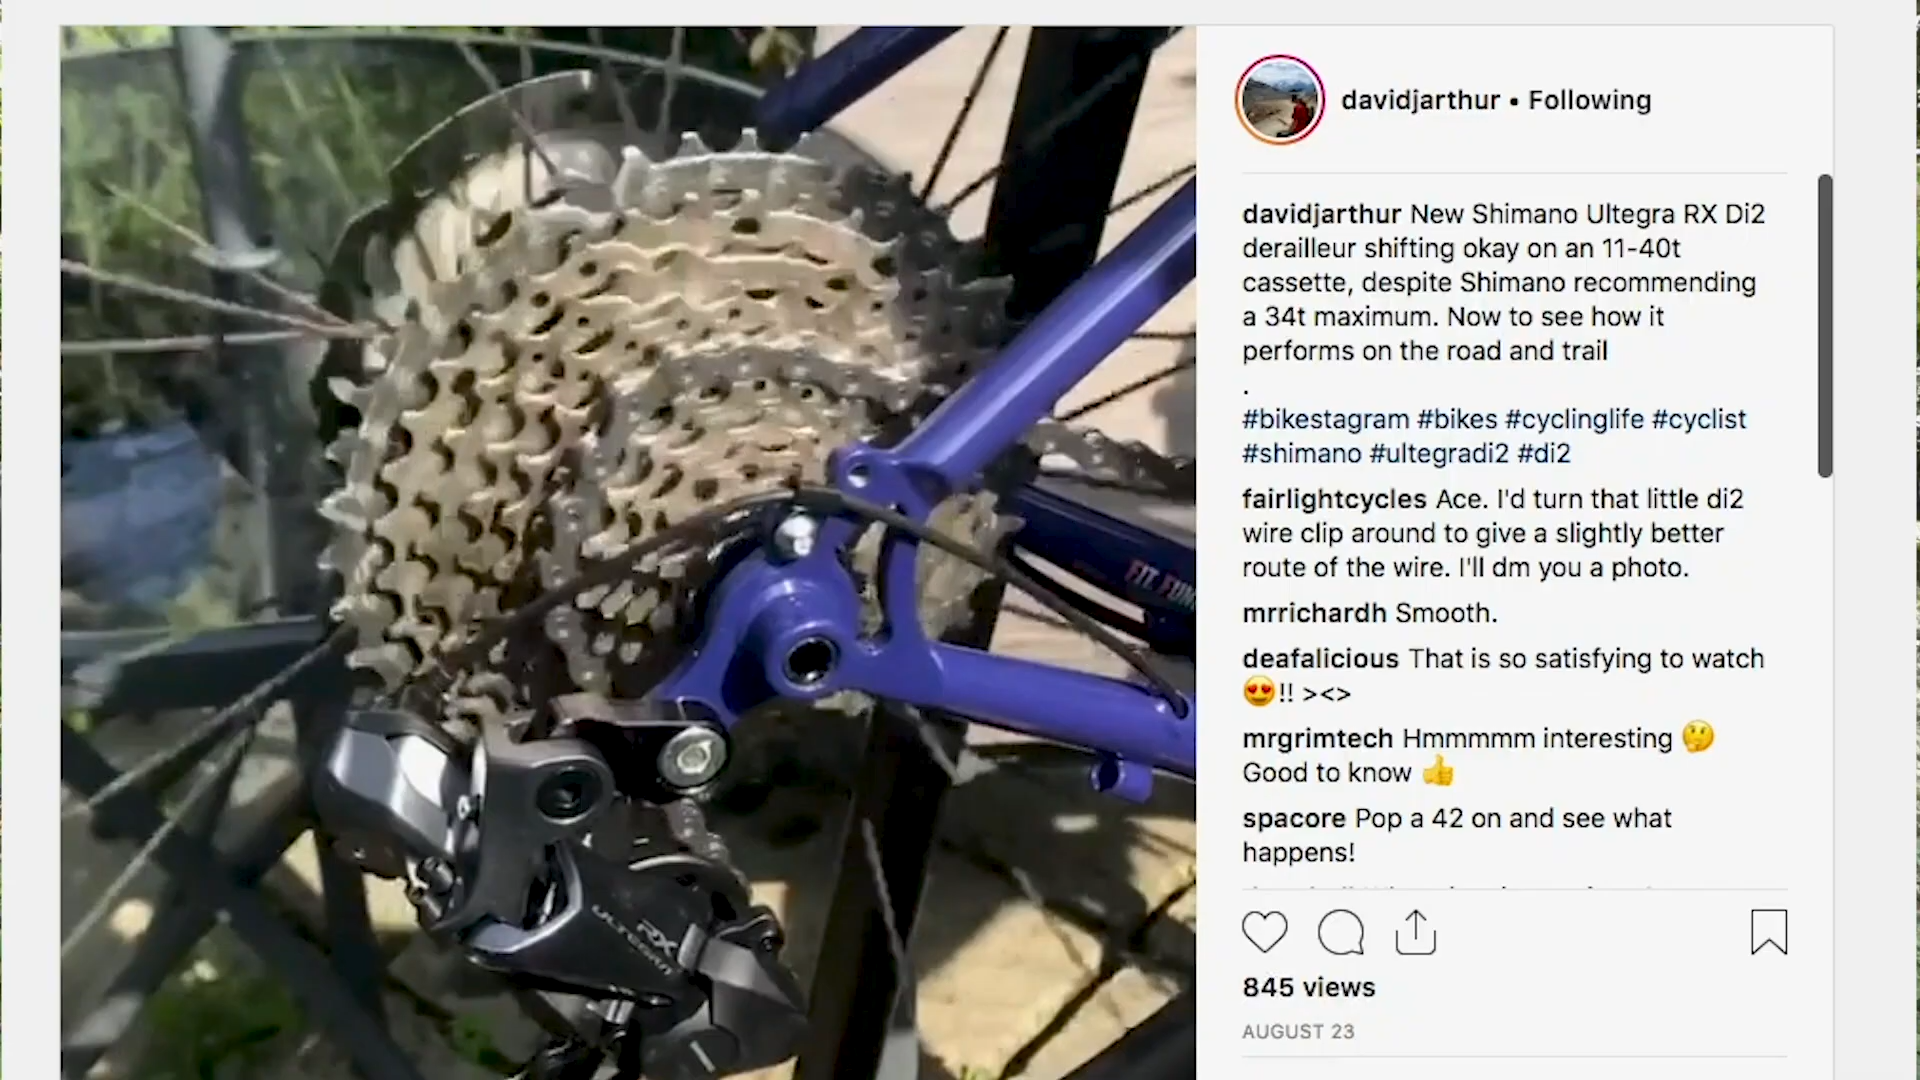 davidjarthur • Following
davidjarthur New Shimano Ultegra RX Di2
derailleur shifting okay on an 11-40t
cassette, despite Shimano recommending
a 34t maximum. Now to see how it
performs on the road and trail
.
#bikestagram #bikes #cyclinglife #cyclist
#shimano #ultegradi2 #di2
fairlightcycles Ace. I'd turn that little di2
wire clip around to give a slightly better
route of the wire. I'll dm you a photo.
mrrichardh Smooth.
deafalicious That is so satisfying to watch
😍!! ><>
mrgrimtech Hmmmmm interesting 🤔
Good to know 👍
spacore Pop a 42 on and see what
happens!
845 views
AUGUST 23
FIT FUN
RX
ULTEGRA